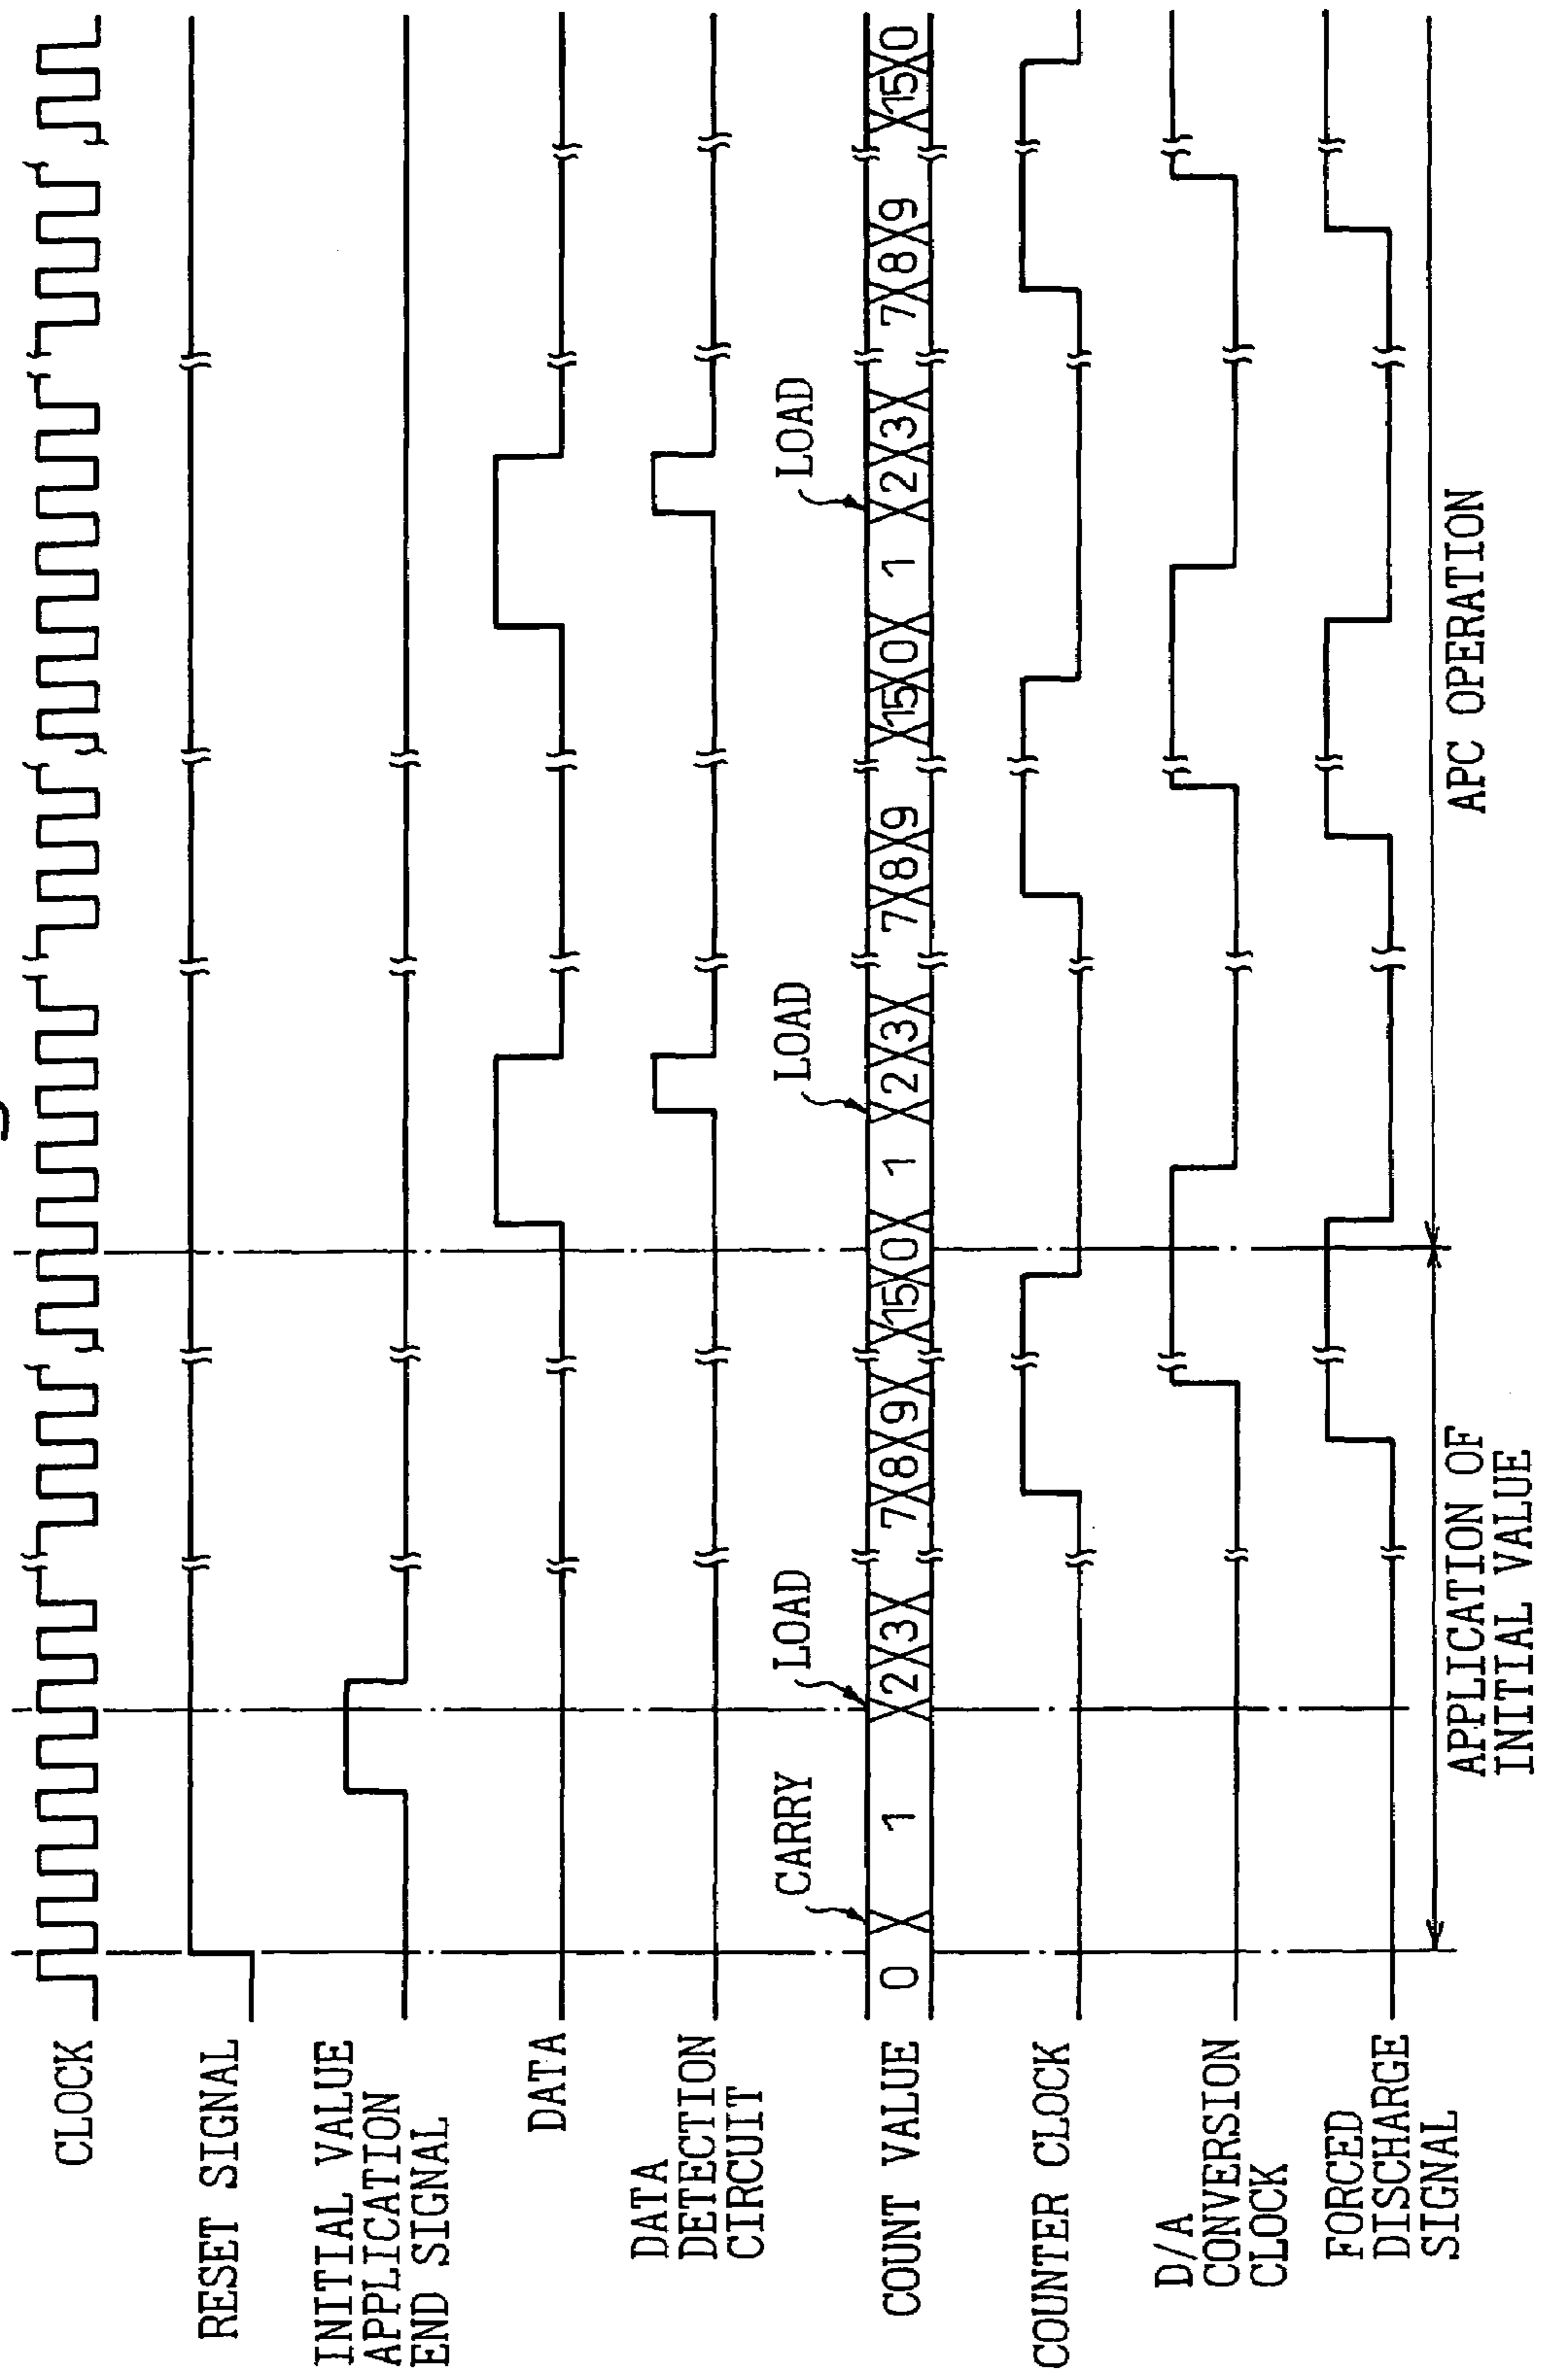 CLOCK
RESET SIGNAL
INITIAL VALUE
APPLICATION
END SIGNAL
DATA
DATA
DETECTION
CIRCUIT
CARRY
LOAD
LOAD
LOAD
COUNT VALUE
0 1 2 3 7 8 9 15 0 1 2 3 7 8 9 15 0 1 2 3 7 8 9 15 0
COUNTER CLOCK
D/A
CONVERSION
CLOCK
FORCED
DISCHARGE
SIGNAL
APPLICATION OF
INITIAL VALUE
APC OPERATION